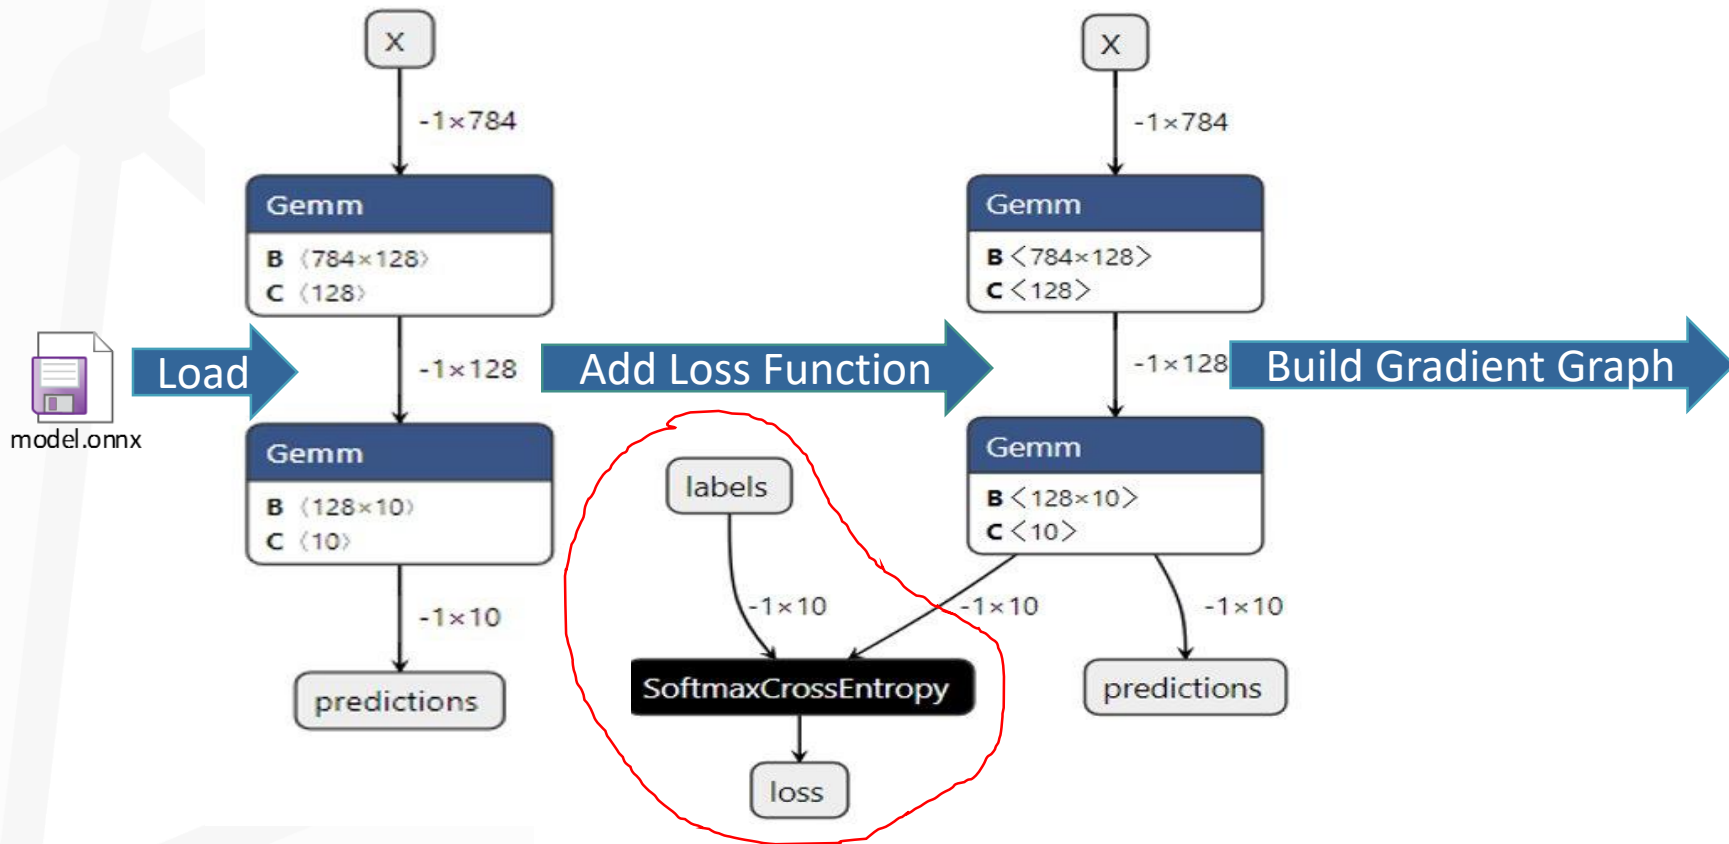 model.onnx
Load
X
-1×784
Gemm
B ⟨784×128⟩
C ⟨128⟩
-1×128
Gemm
B ⟨128×10⟩
C ⟨10⟩
-1×10
predictions
Add Loss Function
X
-1×784
Gemm
B <784×128>
C <128>
-1×128
Gemm
B <128×10>
C <10>
labels
-1×10
-1×10
-1×10
SoftmaxCrossEntropy
predictions
loss
Build Gradient Graph